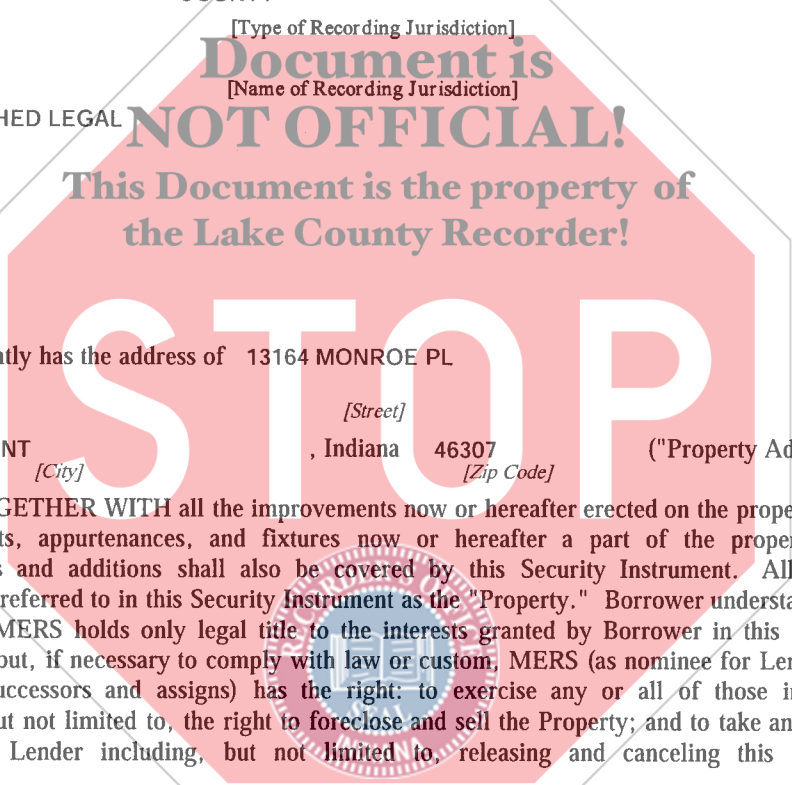 [Type of Recording Jurisdiction]
Document is
[Name of Recording Jurisdiction]
HED LEGAL
NOT OFFICIAL!
This Document is the property of
the Lake County Recorder!
STOP
ntly has the address of 13164 MONROE PL
[Street]
NT , Indiana 46307 ("Property Ad
[City] [Zip Code]
GETHER WITH all the improvements now or hereafter erected on the prope
ts, appurtenances, and fixtures now or hereafter a part of the proper
s and additions shall also be covered by this Security Instrument. All
referred to in this Security Instrument as the "Property." Borrower understa
MERS holds only legal title to the interests granted by Borrower in this
but, if necessary to comply with law or custom, MERS (as nominee for Len
uccessors and assigns) has the right: to exercise any or all of those in
ut not limited to, the right to foreclose and sell the Property; and to take an
Lender including, but not limited to, releasing and canceling this
SEAL